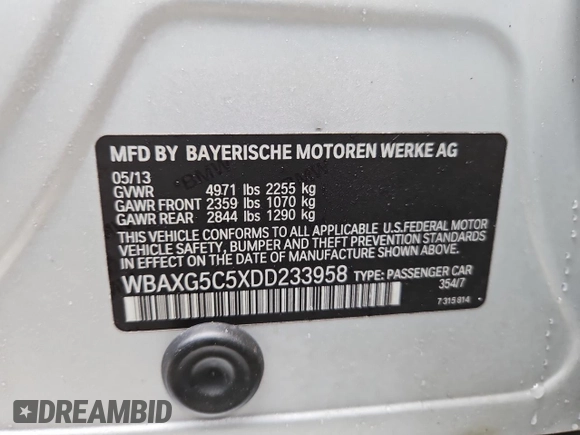 MFD BY BAYERISCHE MOTOREN WERKE AG
05/13
GVWR 4971 lbs 2255 kg
GAWR FRONT 2359 lbs 1070 kg
GAWR REAR 2844 lbs 1290 kg
THIS VEHICLE CONFORMS TO ALL APPLICABLE U.S.FEDERAL MOTOR
VEHICLE SAFETY, BUMPER AND THEFT PREVENTION STANDARDS
IN EFFECT ON THE DATE OF MANUFACTURE SHOWN ABOVE.
WBAXG5C5XDD233958 TYPE: PASSENGER CAR
354/7
7 315 814
DREAMBID